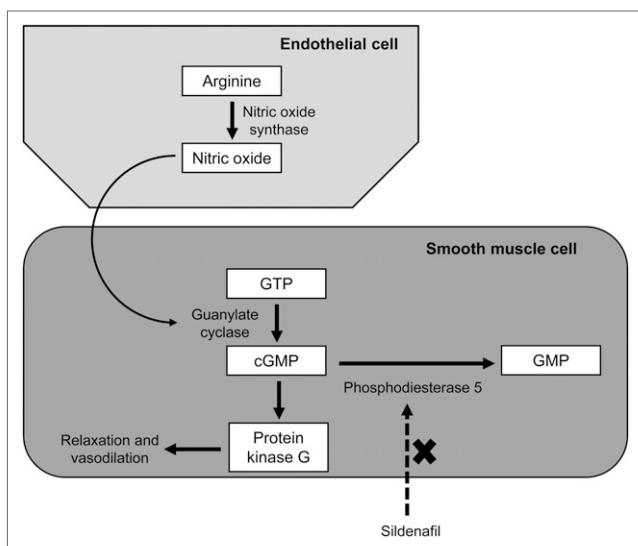 Endothelial cell
Arginine
Nitric oxide
synthase
Nitric oxide
Smooth muscle cell
GTP
Guanylate
cyclase
cGMP
GMP
Phosphodiesterase 5
Protein
kinase G
Relaxation and
vasodilation
Sildenafil